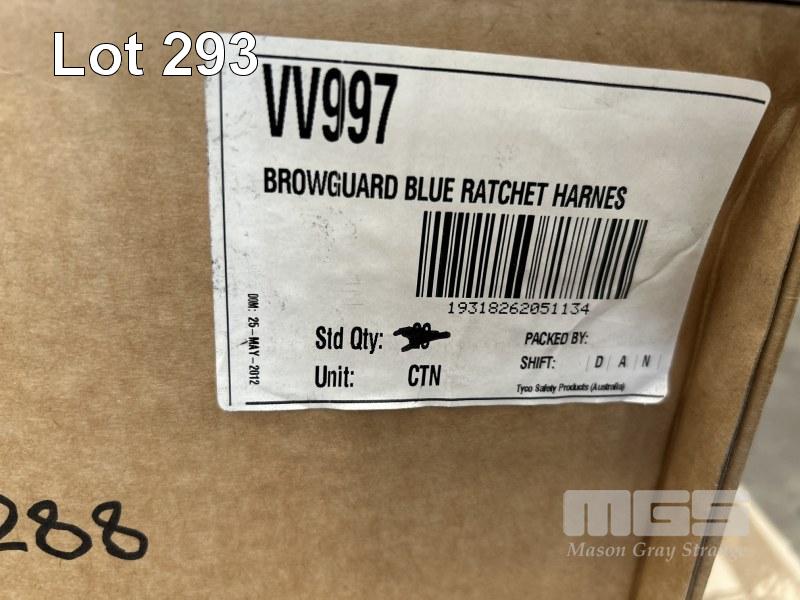 Lot 293
VV997
BROWGUARD BLUE RATCHET HARNES
19318262051134
DOM: 25-MAY-2012
Std Qty:
PACKED BY:
SHIFT: D A N
Unit: CTN
Tyco Safety Products (Australia)
288
MGS
Mason Gray Strange